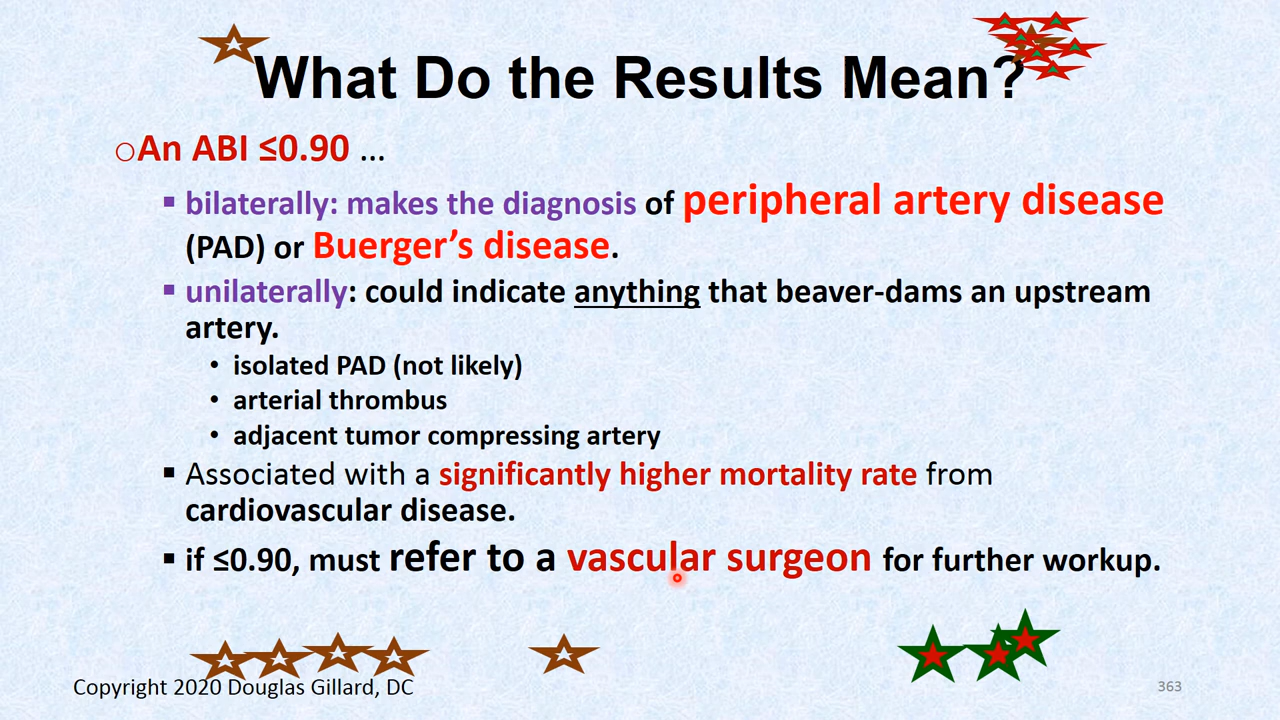 What Do the Results Mean?
○An ABI ≤0.90 ...
▪ bilaterally: makes the diagnosis of peripheral artery disease
(PAD) or Buerger’s disease.
▪ unilaterally: could indicate anything that beaver-dams an upstream
artery.
• isolated PAD (not likely)
• arterial thrombus
• adjacent tumor compressing artery
▪ Associated with a significantly higher mortality rate from
cardiovascular disease.
▪ if ≤0.90, must refer to a vascular surgeon for further workup.
Copyright 2020 Douglas Gillard, DC
363